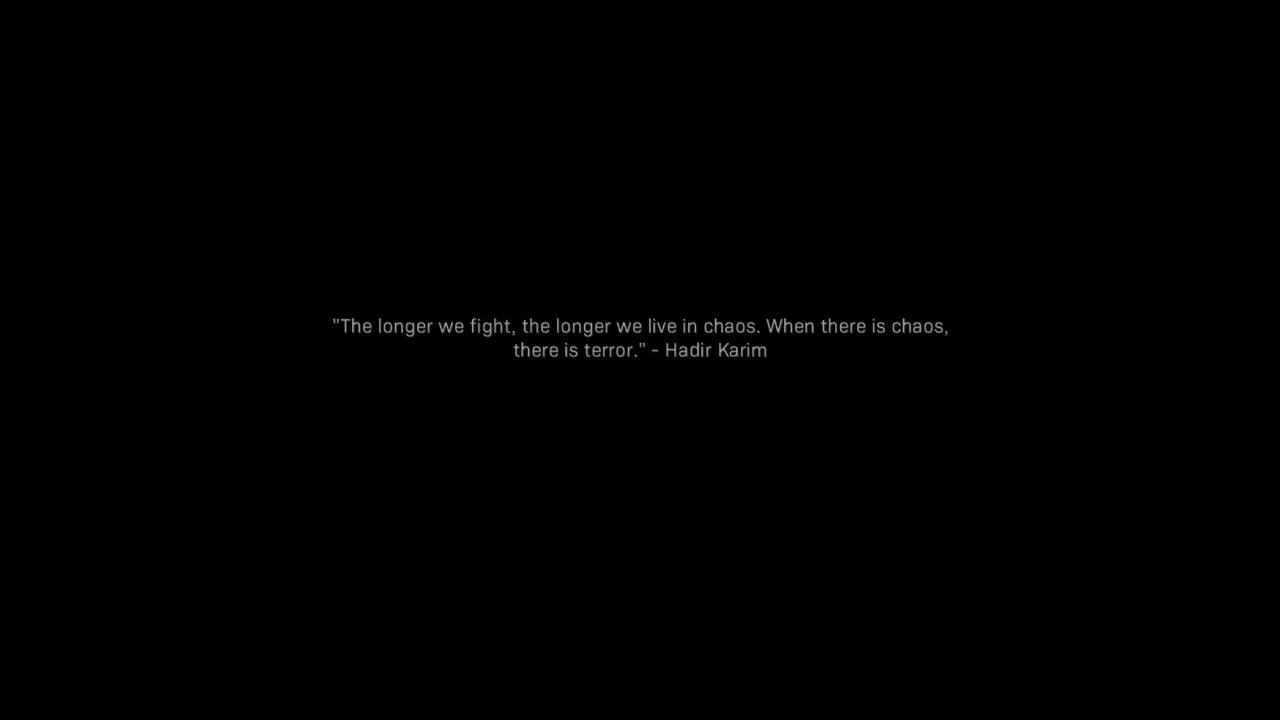 "The longer we fight, the longer we live in chaos. When there is chaos,
there is terror." - Hadir Karim